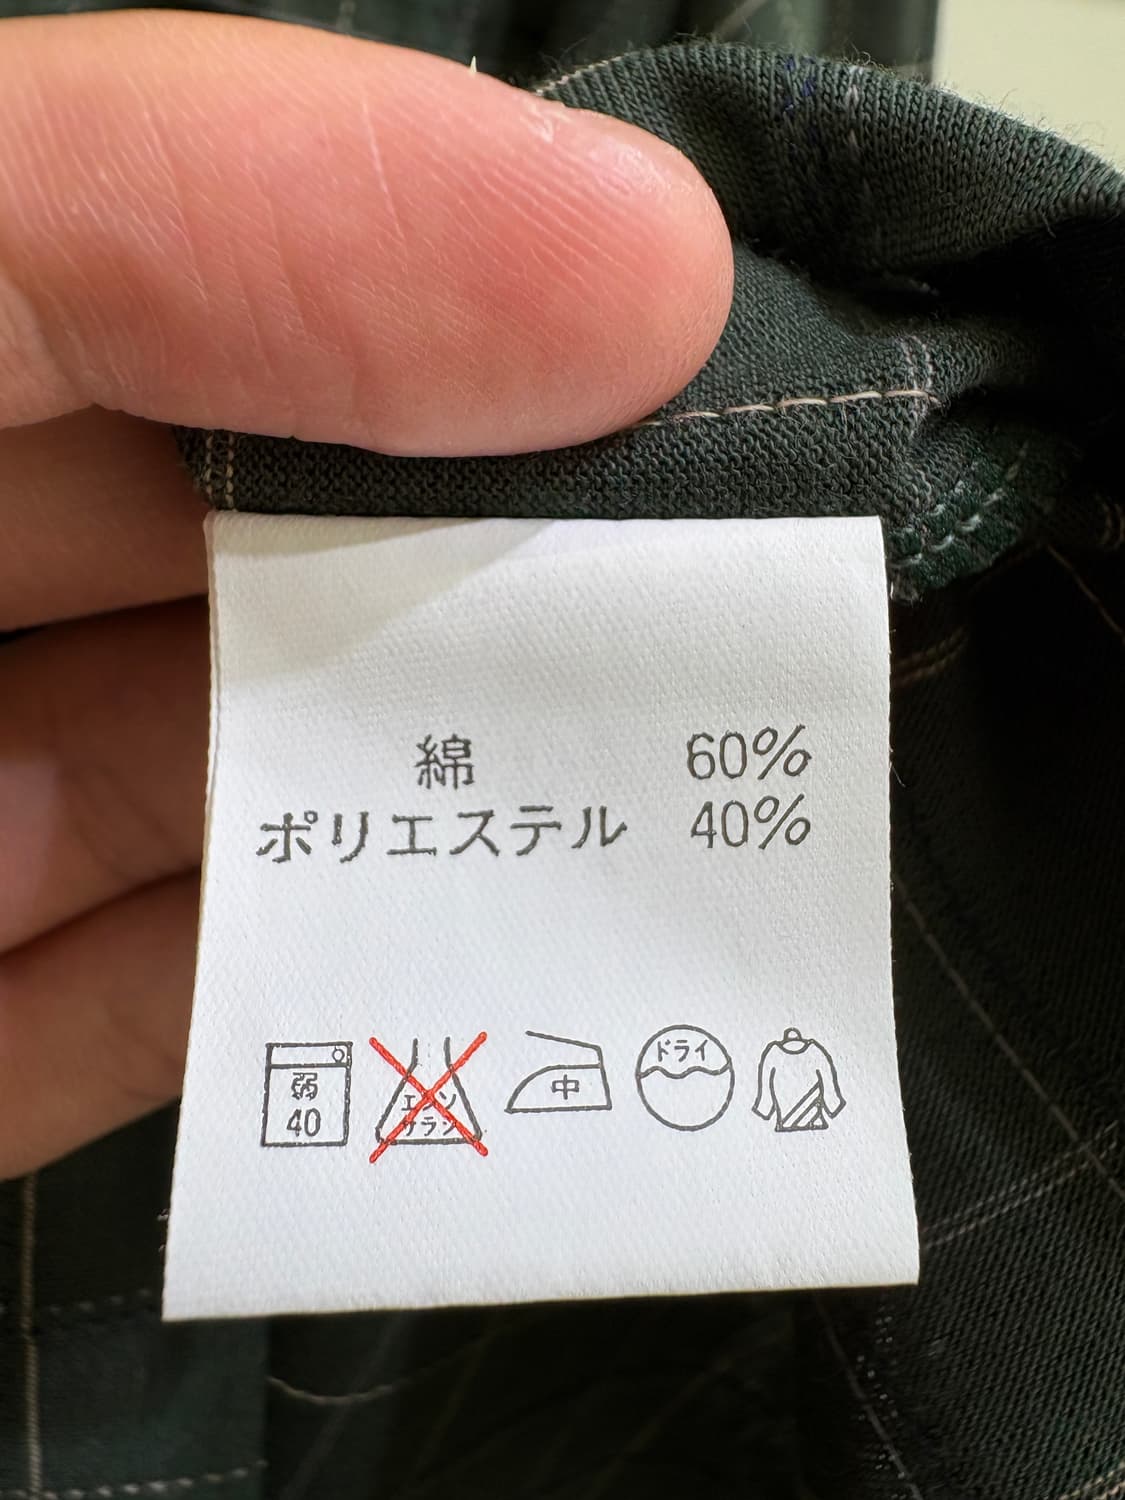 綿 60%
ポリエステル 40%
弱
40
エンソ
サラシ
中
ドライ